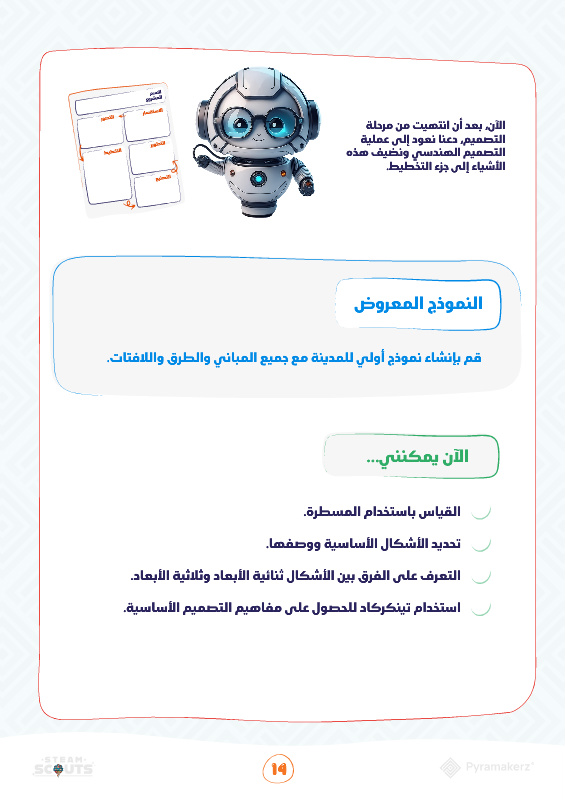 الآن، بعد أن انتهيت من مرحلة
التصميم، دعنا نعود إلى عملية
التصميم الهندسي ونضيف هذه
الأشياء إلى جزء التخطيط.
النموذج المعروض
قم بإنشاء نموذج أولي للمدينة مع جميع المباني والطرق واللافتات.
الآن يمكنني...
القياس باستخدام المسطرة.
تحديد الأشكال الأساسية ووصفها.
التعرف على الفرق بين الأشكال ثنائية الأبعاد وثلاثية الأبعاد.
استخدام تينكركاد للحصول على مفاهيم التصميم الأساسية.
STEAM
SCOUTS
١٤
Pyramakerz